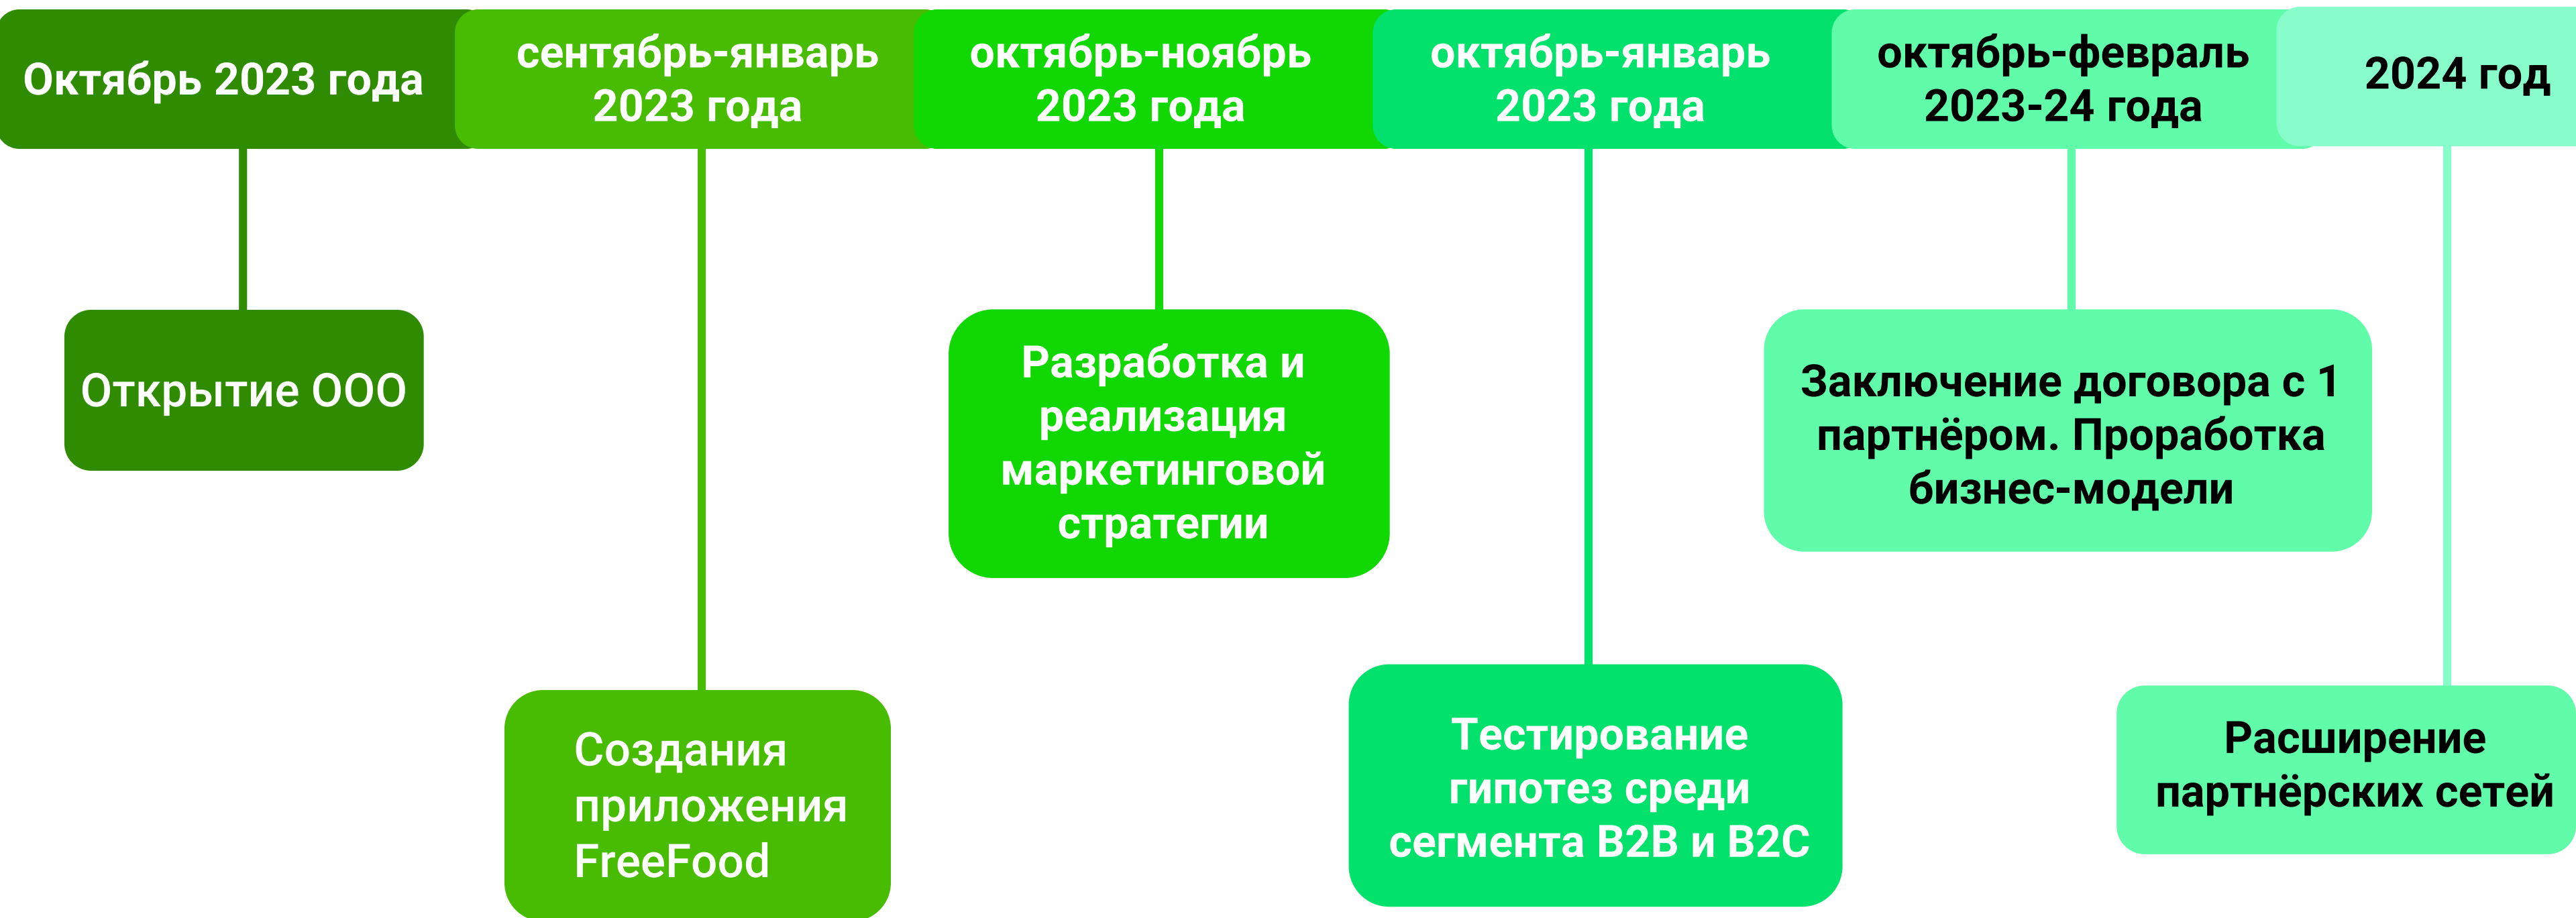 Октябрь 2023 года
сентябрь-январь
2023 года
октябрь-ноябрь
2023 года
октябрь-январь
2023 года
октябрь-февраль
2023-24 года
2024 год
Открытие ООО
Создания
приложения
FreeFood
Разработка и
реализация
маркетинговой
стратегии
Тестирование
гипотез среди
сегмента B2B и B2C
Заключение договора с 1
партнёром. Проработка
бизнес-модели
Расширение
партнёрских сетей